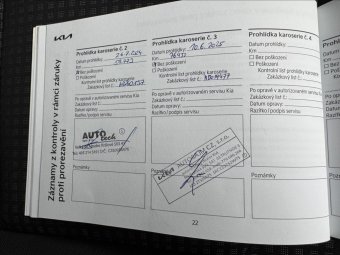 KIA
Záznamy z kontroly v rámci záruky
proti prorezavění
Prohlídka karoserie č. 2
Datum prohlídky:
Km
Bez poškození
Poškození
Kontrolní list prohlídky karoserie
Zakázkový list č.
Po opravě v autorizovaném servisu Kia
Zakázkový list č.
Datum opravy:
Razítko/podpis servisu
AUTO
tech
Poznámky
Prohlídka karoserie č. 3
Datum prohlídky: 10.6.2025
Km
Bez poškození
Poškození
Kontrolní list prohlídky karoserie
Zakázkový list č.
Po opravě v autorizovaném servisu Kia
Zakázkový list č.
Datum opravy:
Razítko/podpis servisu
Poznámky
Prohlídka karoserie č. 4
Datum prohlídky:
Km
Bez poškození
Poškození
Kontrolní list prohlídky karoserie
Zakázkový list č.
Po opravě v autorizovaném servisu Kia
Zakázkový list č.
Datum opravy:
Razítko/podpis servisu
Poznámky
22